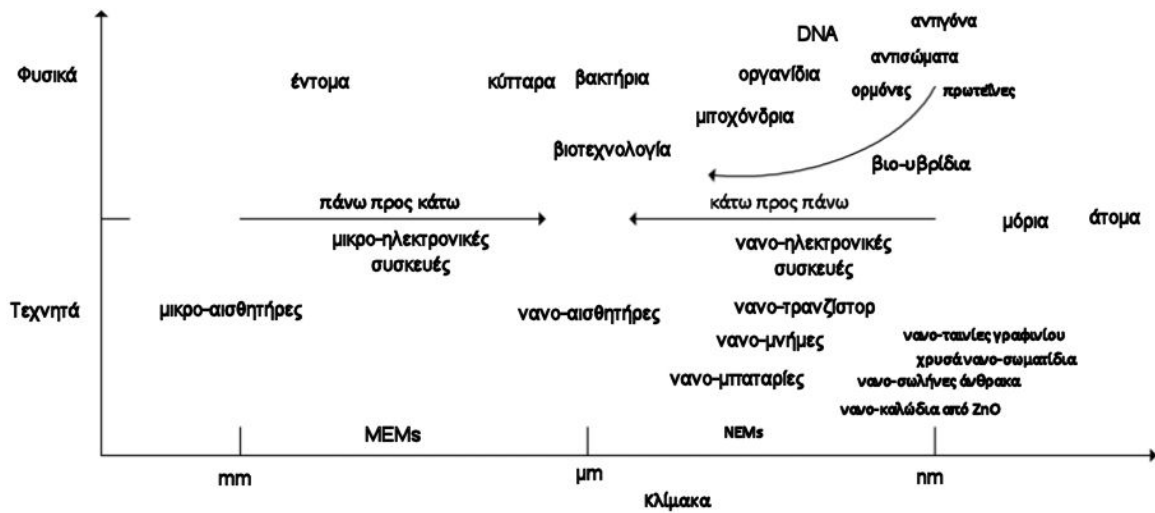 αντιγόνα
DNA
αντισώματα
Φυσικά
έντομα
κύτταρα
βακτήρια
οργανίδια
ορμόνες
πρωτεΐνες
μιτοχόνδρια
βιοτεχνολογία
βιο-υβρίδια
πάνω προς κάτω
κάτω προς πάνω
μόρια
άτομα
μικρο-ηλεκτρονικές
συσκευές
νανο-ηλεκτρονικές
συσκευές
Τεχνητά
μικρο-αισθητήρες
νανο-αισθητήρες
νανο-τρανζίστορ
νανο-μνήμες
νανο-ταινίες γραφινίου
χρυσά νανο-σωματίδια
νανο-μπαταρίες
νανο-σωλήνες άνθρακα
νανο-καλώδια από ZnO
MEMs
NEMs
mm
μm
nm
Κλίμακα